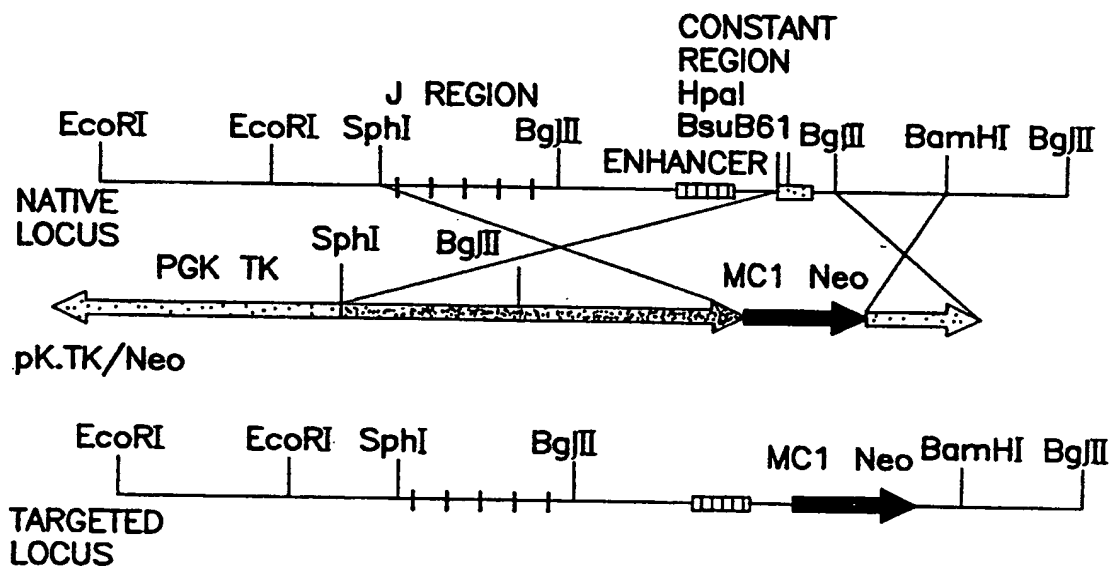 CONSTANT
REGION
J REGION HpaI
EcoRI EcoRI SphI BglII BsuB61 BglII BamHI BglII
ENHANCER
NATIVE
LOCUS
SphI BglII
PGK TK MC1 Neo
pK.TK/Neo
EcoRI EcoRI SphI BglII MC1 Neo BamHI BglII
TARGETED
LOCUS